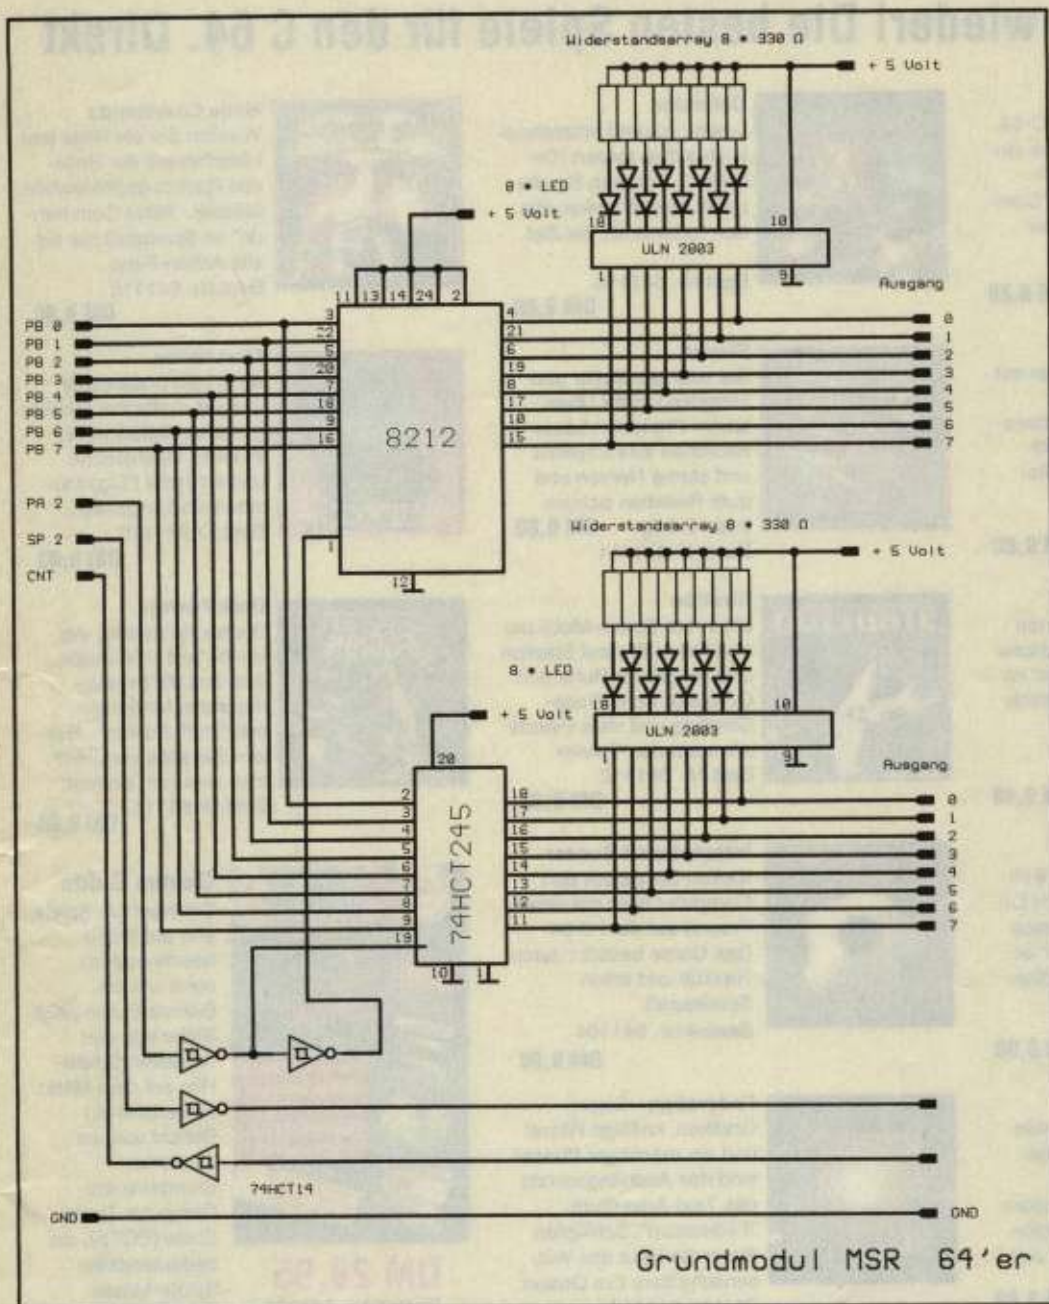 Widerstandsarray 8 * 330 Ω
+ 5 Volt
8 * LED
+ 5 Volt
18
10
ULN 2803
1
9
Ausgang
11 13 14 24 2
PB 0
3
4
0
PB 1
22
21
1
PB 2
5
6
2
PB 3
20
19
3
PB 4
7
8
4
PB 5
18
17
5
PB 6
9
10
6
PB 7
16
15
7
8212
PA 2
SP 2
CNT
1
12
Widerstandsarray 8 * 330 Ω
+ 5 Volt
8 * LED
18
10
+ 5 Volt
ULN 2803
1
9
20
Ausgang
2
18
0
3
17
1
4
16
2
5
15
3
6
14
4
7
13
5
8
12
6
9
11
7
19
74HCT245
10
1
74HCT14
GND
GND
Grundmodul MSR 64'er